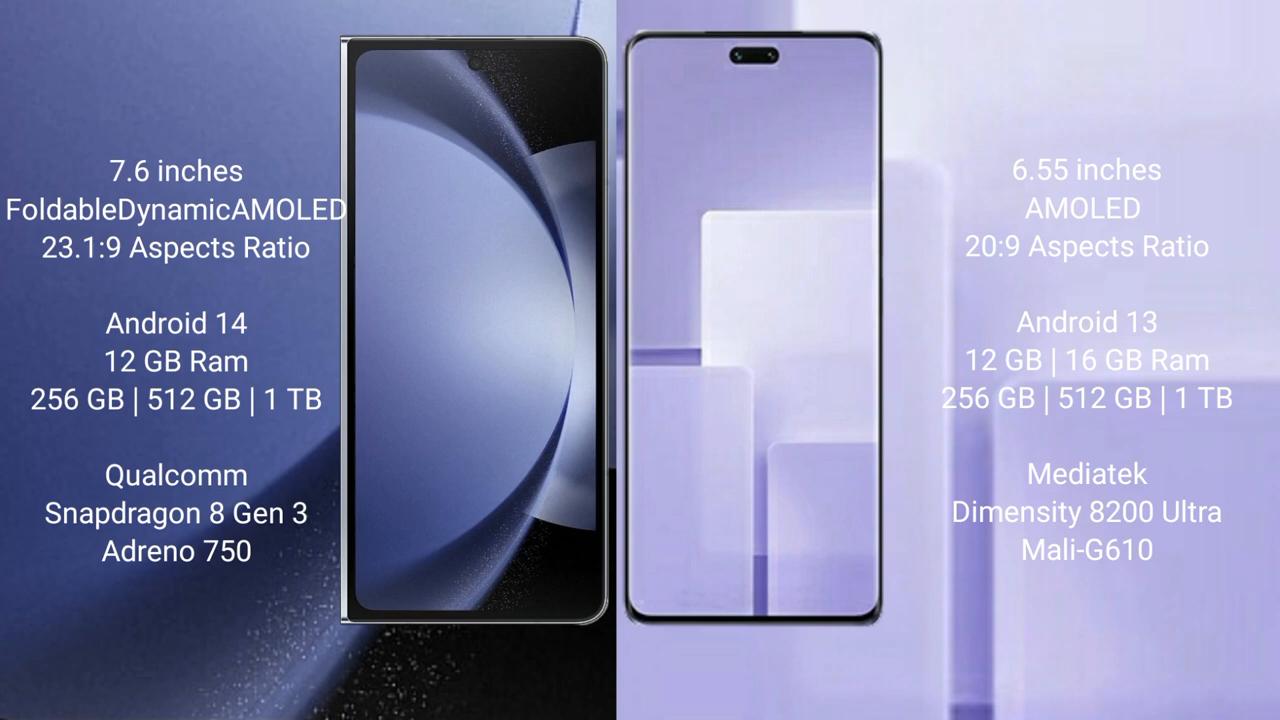 7.6 inches
FoldableDynamicAMOLED
23.1:9 Aspects Ratio
Android 14
12 GB Ram
256 GB | 512 GB | 1 TB
Qualcomm
Snapdragon 8 Gen 3
Adreno 750
6.55 inches
AMOLED
20:9 Aspects Ratio
Android 13
12 GB | 16 GB Ram
256 GB | 512 GB | 1 TB
Mediatek
Dimensity 8200 Ultra
Mali-G610